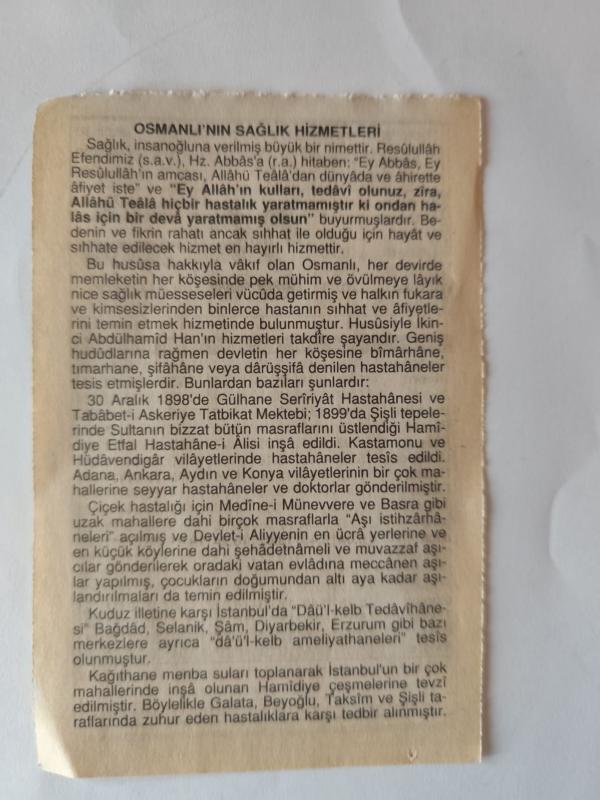 OSMANLI'NIN SAĞLIK HİZMETLERİ
Sağlık, insanoğluna verilmiş büyük bir nimettir. Resûlullâh
Efendimiz (s.a.v.), Hz. Abbâs'a (r.a.) hitaben: "Ey Abbâs, Ey
Resûlullâh'ın amcası, Allâhü Teâlâ'dan dünyâda ve âhirette
âfiyet iste" ve "Ey Allâh'ın kulları, tedâvi olunuz, zîra,
Allâhü Teâlâ hiçbir hastalık yaratmamıştır ki ondan ha-
lâs için bir devâ yaratmamış olsun" buyurmuşlardır. Be-
denin ve fikrin rahatı ancak sıhhat ile olduğu için hayât ve
sıhhate edilecek hizmet en hayırlı hizmettir.
Bu husûsa hakkıyla vâkıf olan Osmanlı, her devirde
memleketin her köşesinde pek mühim ve övülmeye lâyık
nice sağlık müesseseleri vücûda getirmiş ve halkın fukara
ve kimsesizlerinden binlerce hastanın sıhhat ve âfiyetle-
rini temin etmek hizmetinde bulunmuştur. Husûsiyle İkin-
ci Abdülhamîd Han'ın hizmetleri takdîre şayandır. Geniş
hudûdlarına rağmen devletin her köşesine bîmârhâne,
tımarhane, şifâhâne veya dârüşşifâ denilen hastahâneler
tesis etmişlerdir. Bunlardan bazıları şunlardır:
30 Aralık 1898'de Gülhane Serîriyât Hastahânesi ve
Tabâbet-i Askeriye Tatbikat Mektebi; 1899'da Şişli tepele-
rinde Sultanın bizzat bütün masraflarını üstlendiği Hamî-
diye Etfal Hastahâne-i Âlisi inşâ edildi. Kastamonu ve
Hüdâvendigâr vilâyetlerinde hastahâneler tesîs edildi.
Adana, Ankara, Aydın ve Konya vilâyetlerinin bir çok ma-
hallerine seyyar hastahâneler ve doktorlar gönderilmiştir.
Çiçek hastalığı için Medîne-i Münevvere ve Basra gibi
uzak mahallere dahi birçok masraflarla "Aşı istihzârhâ-
neleri" açılmış ve Devlet-i Aliyyenin en ücrâ yerlerine ve
en küçük köylerine dahi şehâdetnâmeli ve muvazzaf aşı-
cılar gönderilerek oradaki vatan evlâdına meccânen aşı-
lar yapılmış, çocukların doğumundan altı aya kadar aşı-
landırılmaları da temin edilmiştir.
Kuduz illetine karşı İstanbul'da "Dâü'l-kelb Tedâvîhâne-
si" Bağdâd, Selanik, Şâm, Diyarbekir, Erzurum gibi bazı
merkezlere ayrıca "dâ'ü'l-kelb ameliyathaneleri" tesîs
olunmuştur.
Kağıthane menba suları toplanarak İstanbul'un bir çok
mahallerinde inşâ olunan Hamîdiye çeşmelerine tevzî
edilmiştir. Böylelikle Galata, Beyoğlu, Taksîm ve Şişli ta-
raflarında zuhur eden hastalıklara karşı tedbir alınmıştır.